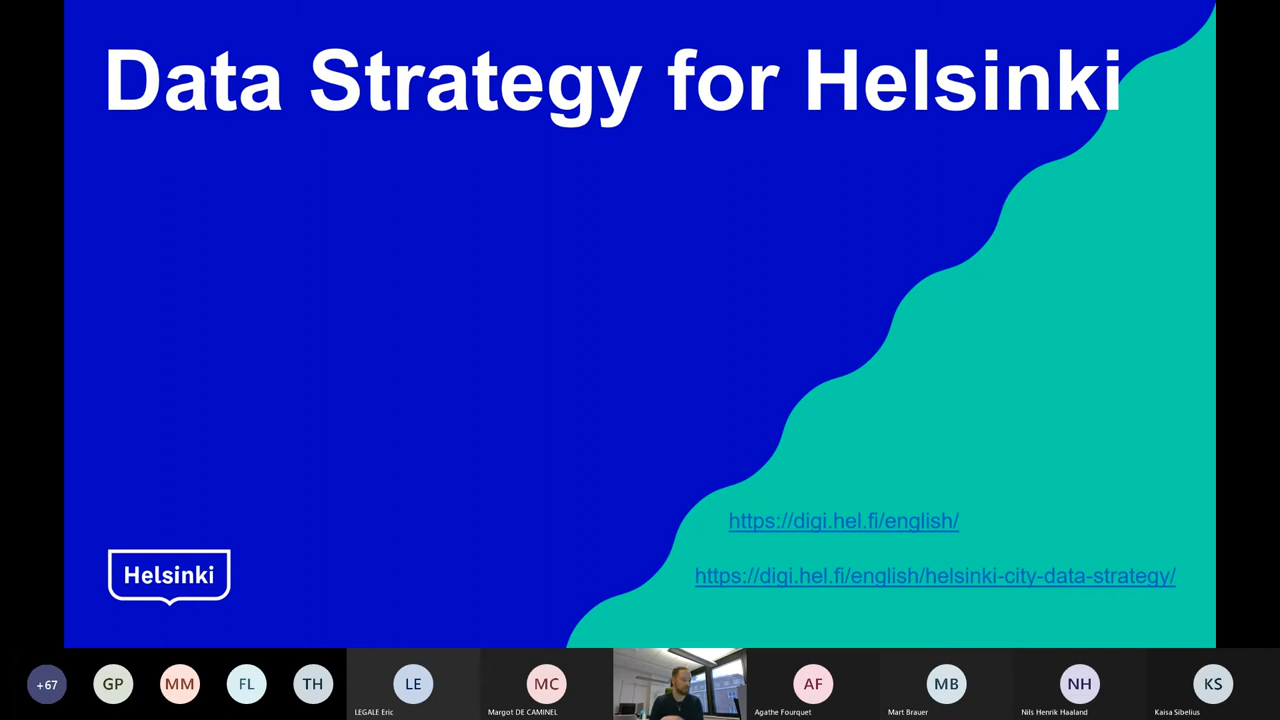 Data Strategy for Helsinki
https://digi.hel.fi/english/
https://digi.hel.fi/english/helsinki-city-data-strategy/
Helsinki
+67
GP
MM
FL
TH
LE
LEGALE Eric
MC
Margot DE CAMINEL
AF
Agathe Fourquet
MB
Mart Brauer
NH
Nils Henrik Haaland
KS
Kaisa Sibelius